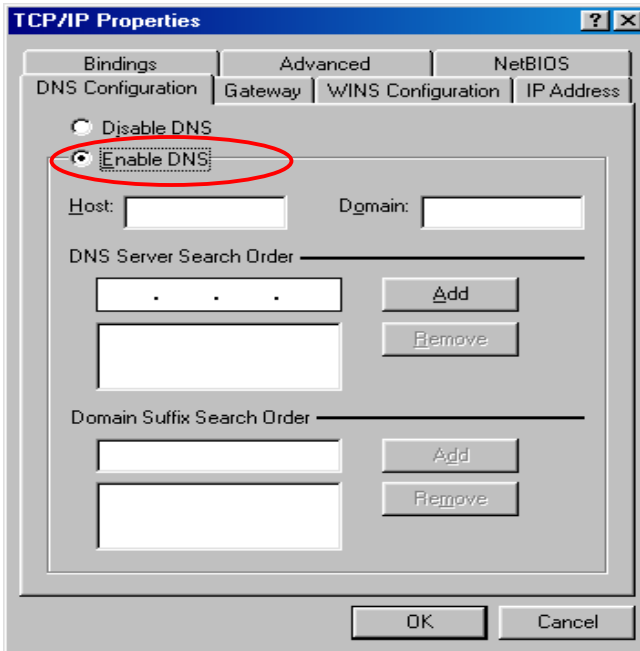 TCP/IP Properties
Bindings Advanced NetBIOS
DNS Configuration Gateway WINS Configuration IP Address
Disable DNS
Enable DNS
Host: Domain:
DNS Server Search Order
. . . Add
Remove
Domain Suffix Search Order
Add
Remove
OK Cancel